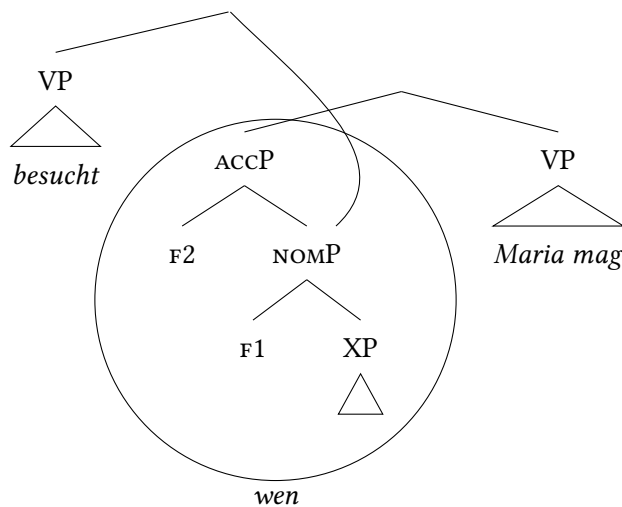 VP
besucht
ACCP VP
F2 NOMP Maria mag
F1 XP
wen